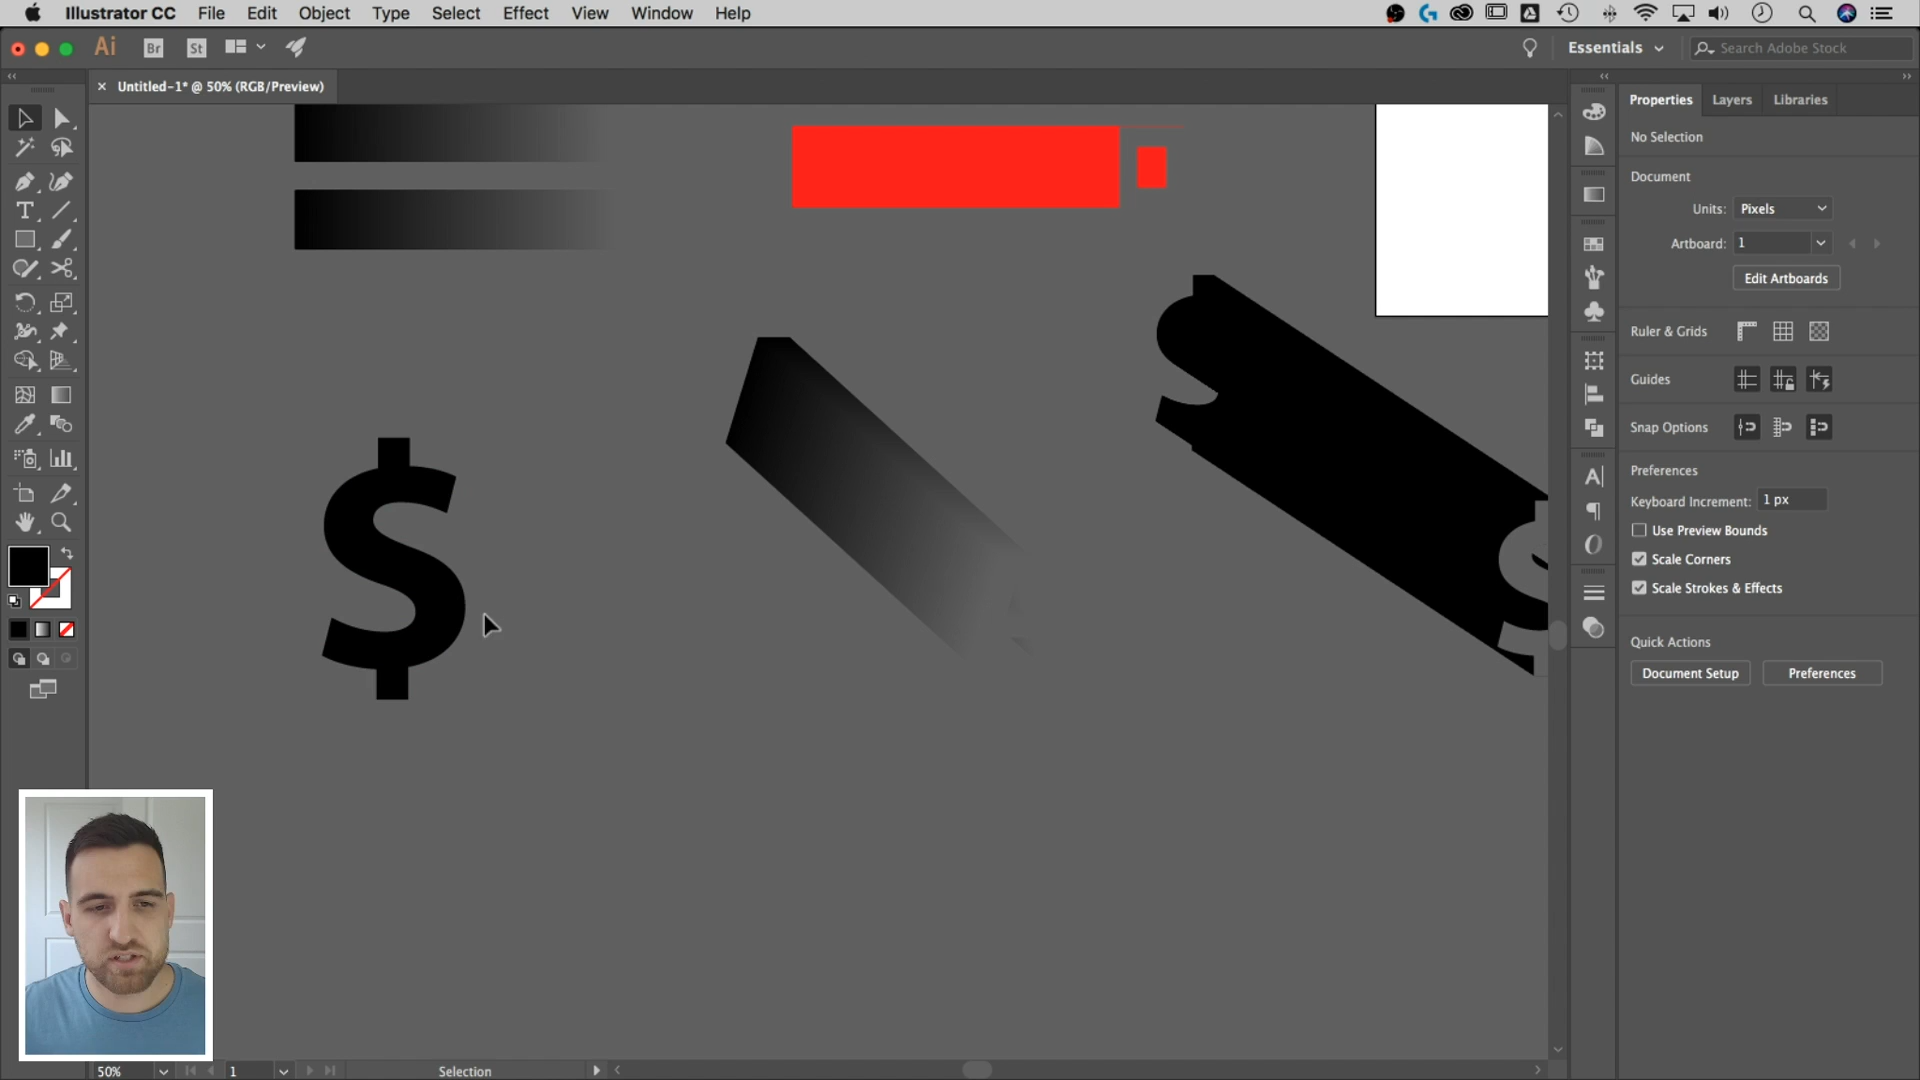 Illustrator CC File Edit Object Type Select Effect View Window Help
Ai Br St Essentials Search Adobe Stock
× Untitled-1* @ 50% (RGB/Preview)
Properties Layers Libraries
No Selection
Document
Units: Pixels
Artboard: 1
Edit Artboards
Ruler & Grids
Guides
Snap Options
Preferences
Keyboard Increment: 1 px
Use Preview Bounds
Scale Corners
Scale Strokes & Effects
Quick Actions
Document Setup Preferences
$
$
50% 1 Selection